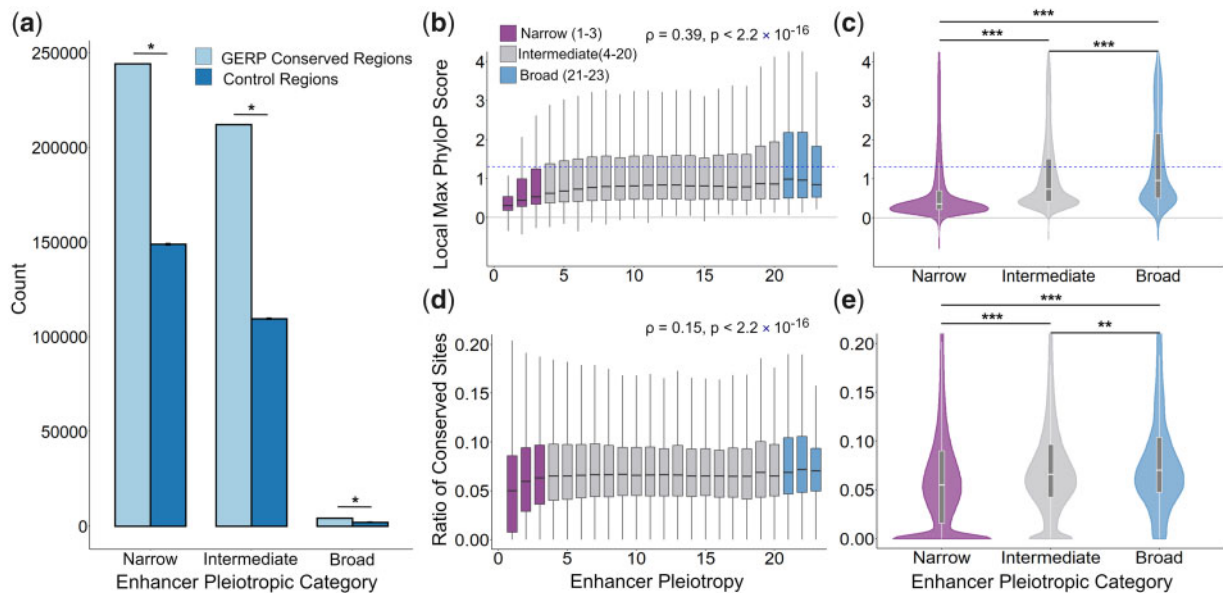 (a)
250000
200000
150000
100000
50000
0
Count
GERP Conserved Regions
Control Regions
*
*
*
Narrow Intermediate Broad
Enhancer Pleiotropic Category
(b)
Narrow (1-3)
Intermediate(4-20)
Broad (21-23)
ρ = 0.39, p < 2.2 × 10-16
Local Max PhyloP Score
4
3
2
1
0
0 5 10 15 20
(c)
***
***
***
4
3
2
1
0
Narrow Intermediate Broad
(d)
ρ = 0.15, p < 2.2 × 10-16
Ratio of Conserved Sites
0.20
0.15
0.10
0.05
0.00
0 5 10 15 20
Enhancer Pleiotropy
(e)
***
***
**
0.20
0.15
0.10
0.05
0.00
Narrow Intermediate Broad
Enhancer Pleiotropic Category